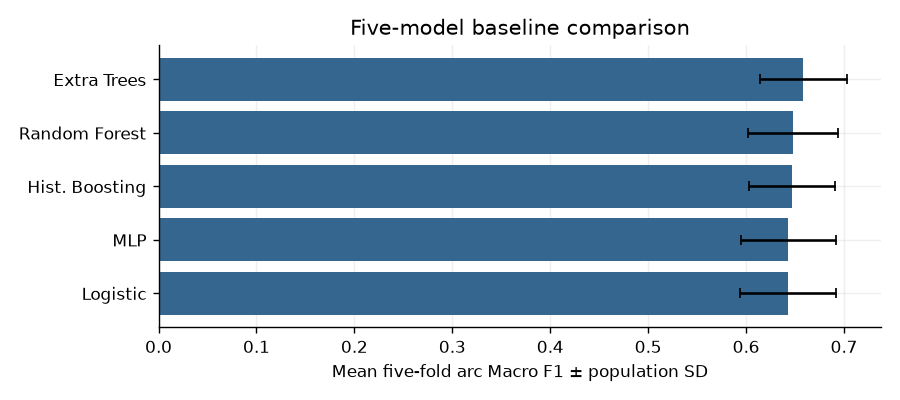 Five-model baseline comparison
Extra Trees
Random Forest
Hist. Boosting
MLP
Logistic
0.0 0.1 0.2 0.3 0.4 0.5 0.6 0.7
Mean five-fold arc Macro F1 ± population SD